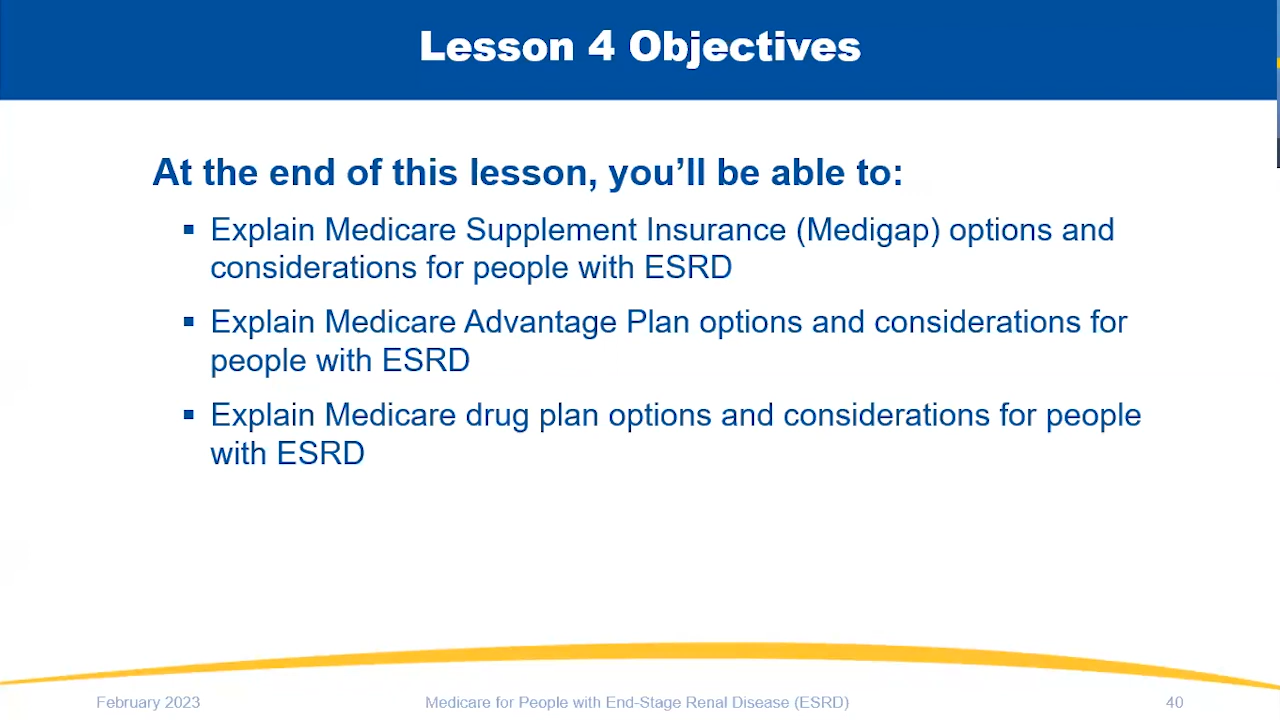 Lesson 4 Objectives
At the end of this lesson, you’ll be able to:
▪ Explain Medicare Supplement Insurance (Medigap) options and
considerations for people with ESRD
▪ Explain Medicare Advantage Plan options and considerations for
people with ESRD
▪ Explain Medicare drug plan options and considerations for people
with ESRD
February 2023
Medicare for People with End-Stage Renal Disease (ESRD)
40